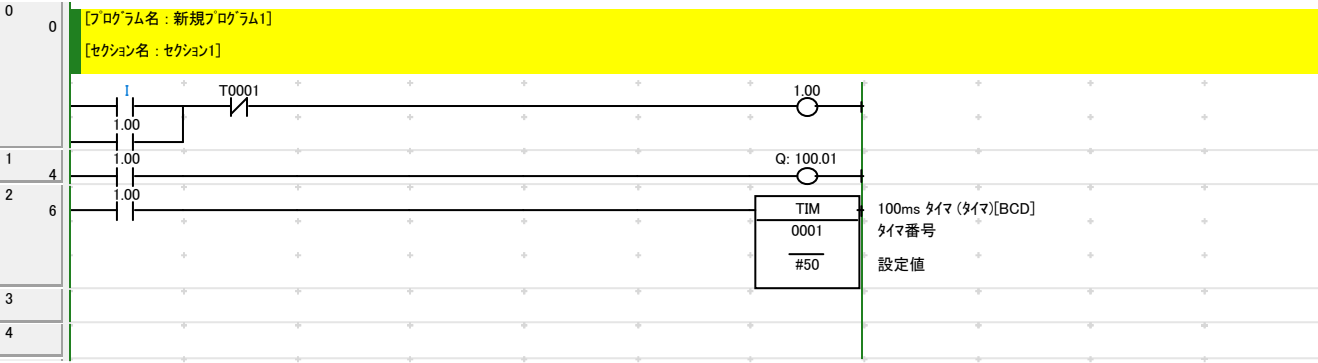 0
0
[プログラム名 : 新規プログラム1]
[セクション名 : セクション1]
I
T0001
1.00
1.00
1
4
1.00
Q: 100.01
2
6
1.00
TIM
100ms タイマ (タイマ)[BCD]
0001
タイマ番号
#50
設定値
3
4